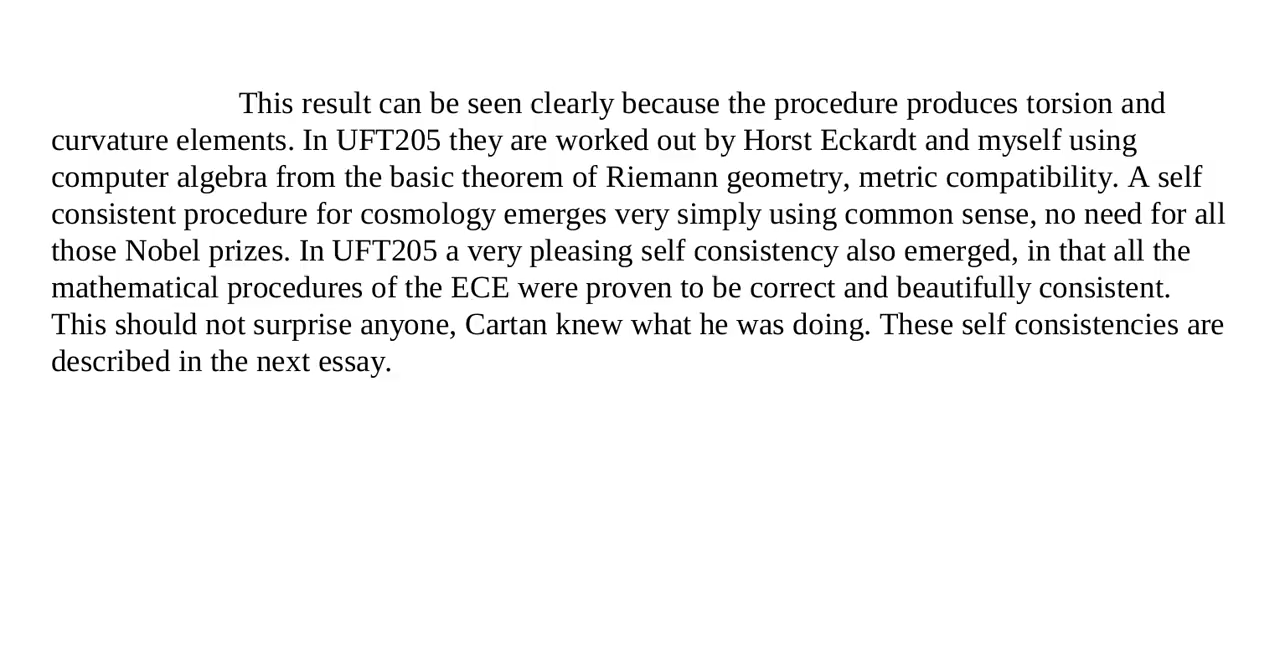 This result can be seen clearly because the procedure produces torsion and
curvature elements. In UFT205 they are worked out by Horst Eckardt and myself using
computer algebra from the basic theorem of Riemann geometry, metric compatibility. A self
consistent procedure for cosmology emerges very simply using common sense, no need for all
those Nobel prizes. In UFT205 a very pleasing self consistency also emerged, in that all the
mathematical procedures of the ECE were proven to be correct and beautifully consistent.
This should not surprise anyone, Cartan knew what he was doing. These self consistencies are
described in the next essay.